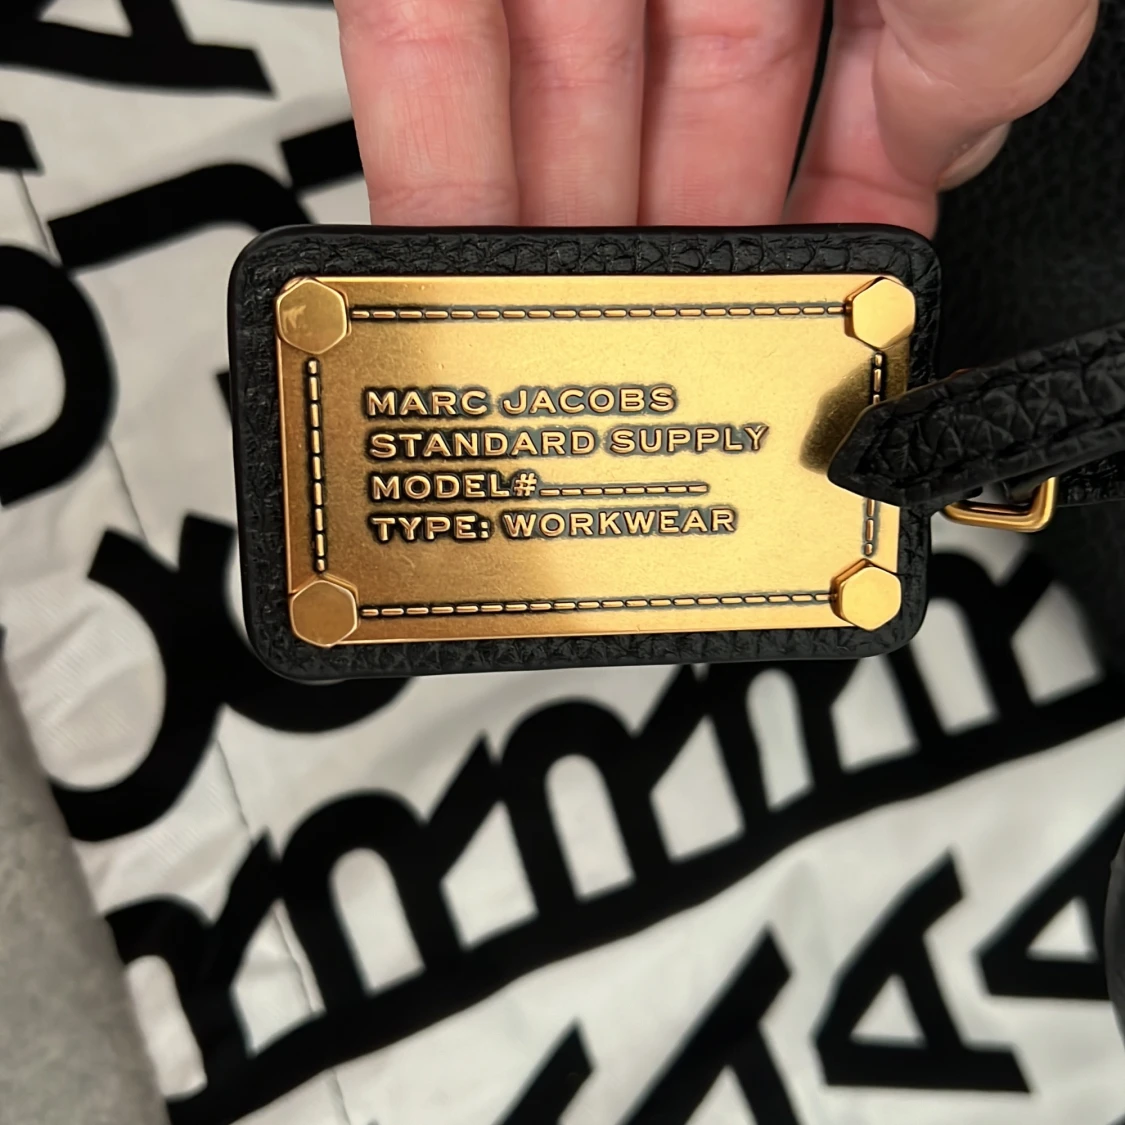 MARC JACOBS
STANDARD SUPPLY
MODEL#________
TYPE: WORKWEAR